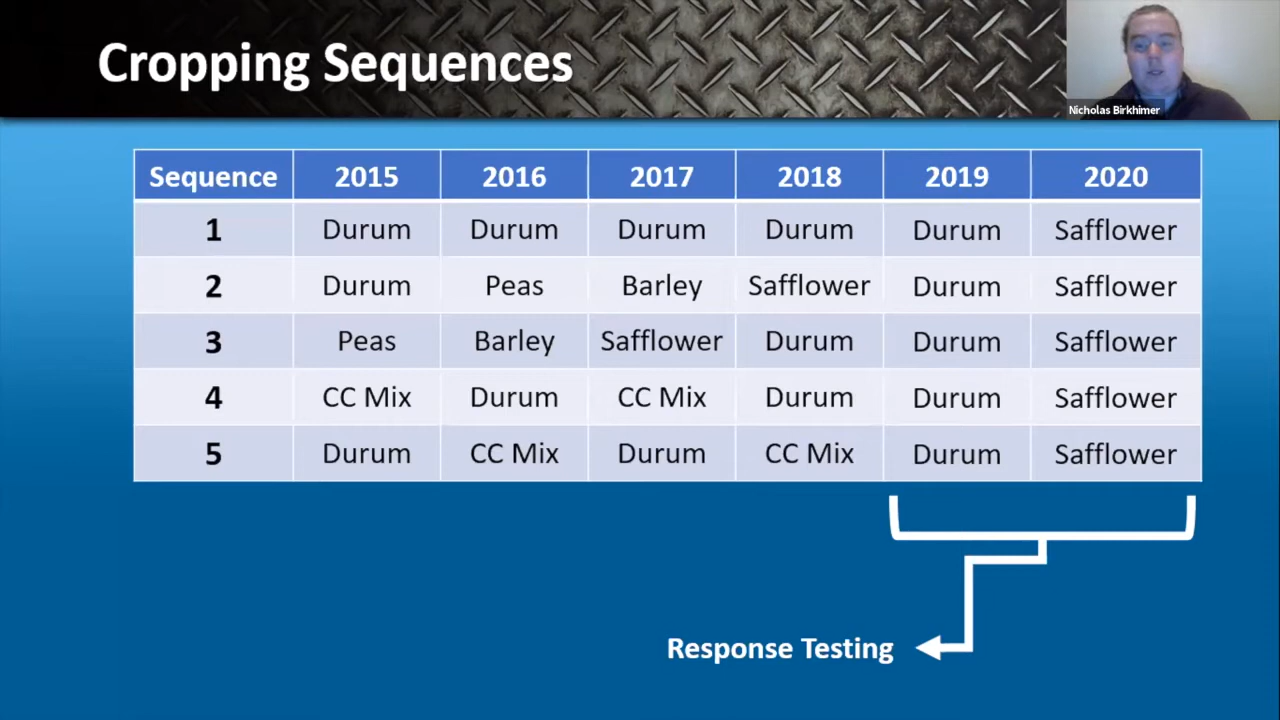 Cropping Sequences
Nicholas Birkhimer
Sequence 2015 2016 2017 2018 2019 2020
1 Durum Durum Durum Durum Durum Safflower
2 Durum Peas Barley Safflower Durum Safflower
3 Peas Barley Safflower Durum Durum Safflower
4 CC Mix Durum CC Mix Durum Durum Safflower
5 Durum CC Mix Durum CC Mix Durum Safflower
Response Testing